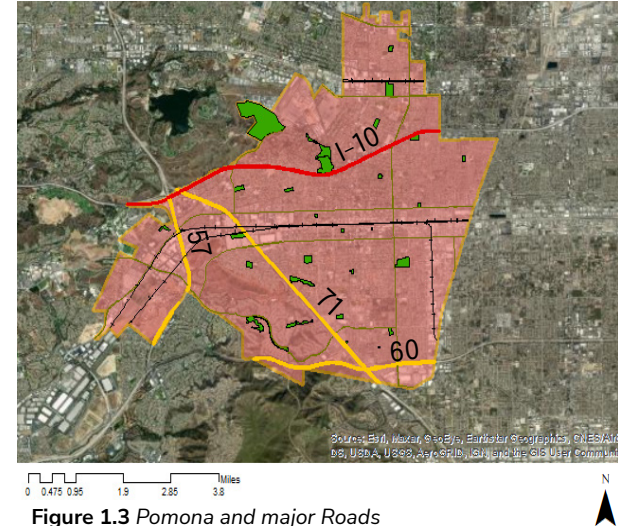 I-10
57
71
60
Source: Esri, Maxar, GeoEye, Earthstar Geographics, CNES/Airb
DS, USDA, USGS, AeroGRID, IGN, and the GIS User Communi
Miles
0 0.475 0.95 1.9 2.85 3.8
N
Figure 1.3 Pomona and major Roads